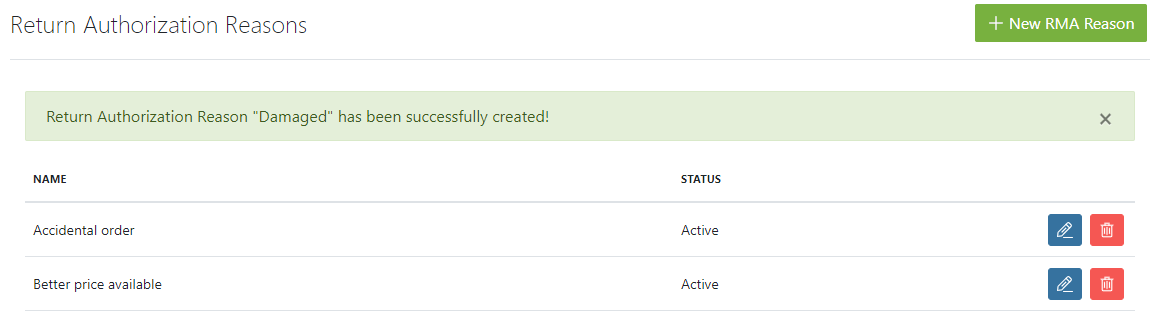 Return Authorization Reasons
New RMA Reason
Return Authorization Reason "Damaged" has been successfully created!
NAME STATUS
Accidental order Active
Better price available Active